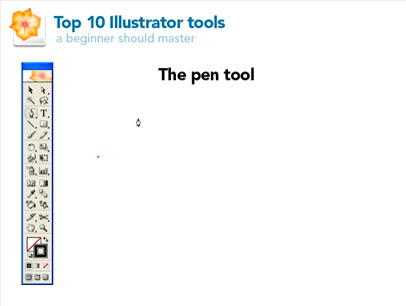 Top 10 Illustrator tools
a beginner should master
The pen tool
T